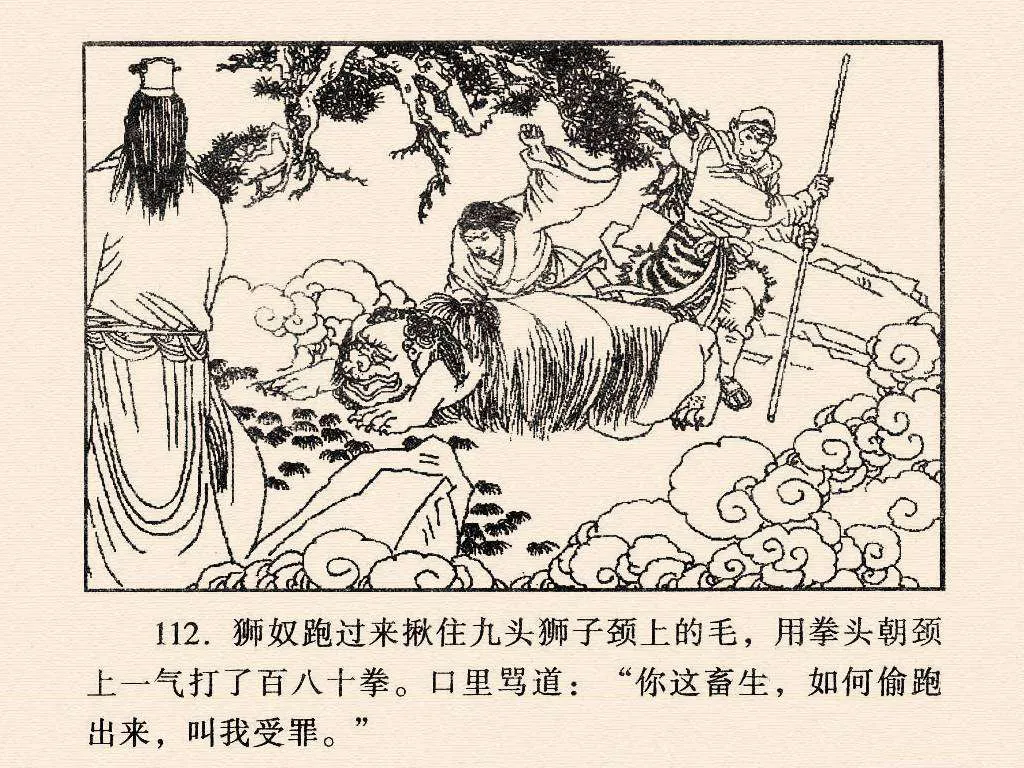 112. 狮奴跑过来揪住九头狮子颈上的毛，用拳头朝颈
上一气打了百八十拳。口里骂道：“你这畜生，如何偷跑
出来，叫我受罪。”